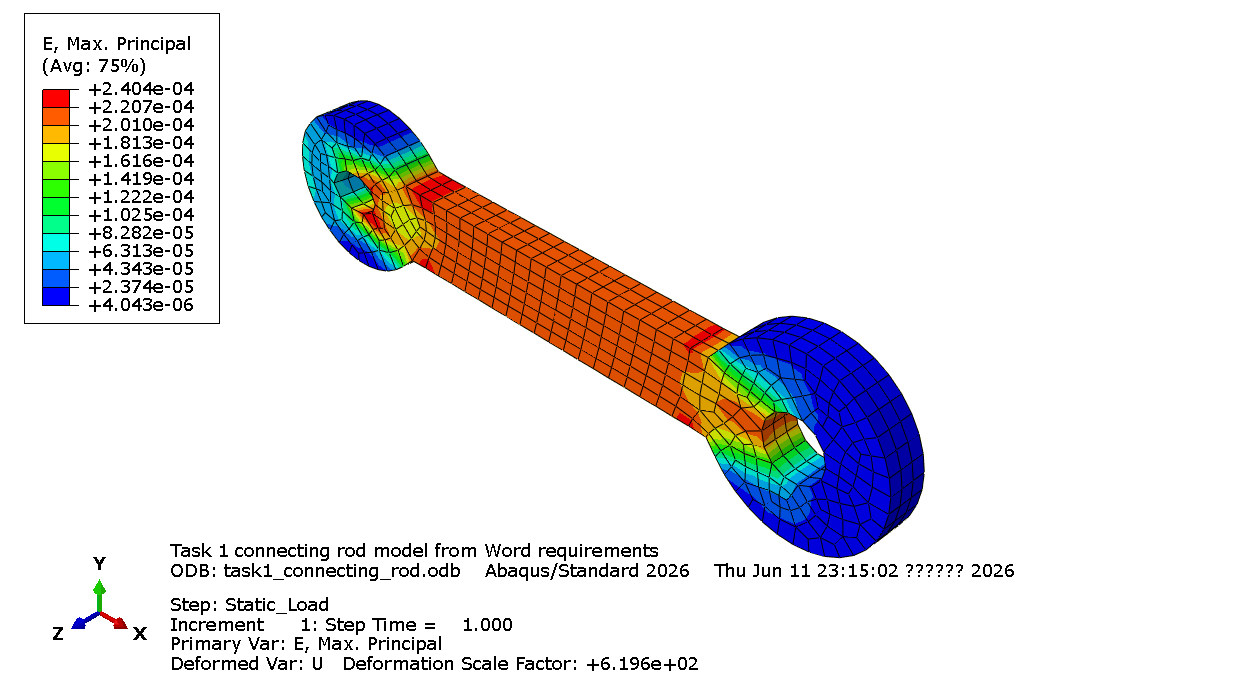 E, Max. Principal
(Avg: 75%)
+2.404e-04
+2.207e-04
+2.010e-04
+1.813e-04
+1.616e-04
+1.419e-04
+1.222e-04
+1.025e-04
+8.282e-05
+6.313e-05
+4.343e-05
+2.374e-05
+4.043e-06
Task 1 connecting rod model from Word requirements
ODB: task1_connecting_rod.odb Abaqus/Standard 2026 Thu Jun 11 23:15:02 ?????? 2026
Y
Z
X
Step: Static_Load
Increment 1: Step Time = 1.000
Primary Var: E, Max. Principal
Deformed Var: U Deformation Scale Factor: +6.196e+02